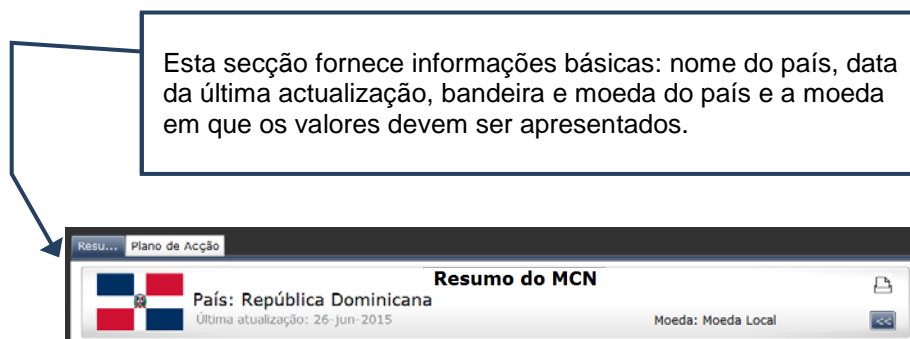 Esta secção fornece informações básicas: nome do país, data
da última actualização, bandeira e moeda do país e a moeda
em que os valores devem ser apresentados.
Resu... Plano de Acção
Resumo do MCN
País: República Dominicana
Última atualização: 26-jun-2015
Moeda: Moeda Local
<<